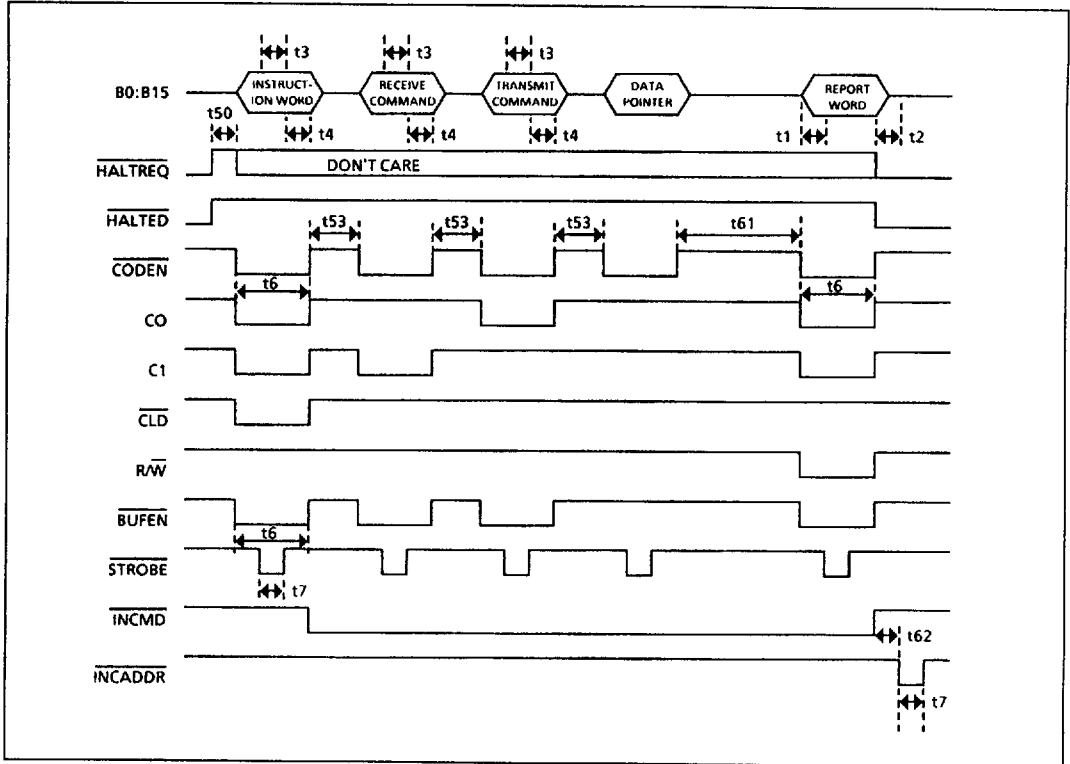 t3 t3 t3
B0:B15 INSTRUCT- RECEIVE TRANSMIT DATA REPORT
ION WORD COMMAND COMMAND POINTER WORD
t50 t4 t4 t4 t1 t2
HALTREQ DON'T CARE
HALTED
t53 t53 t53 t61
CODEN
t6 t6
CO
C1
CLD
R/W
BUFEN
t6
STROBE
t7
INCMD
t62
INCADDR
t7